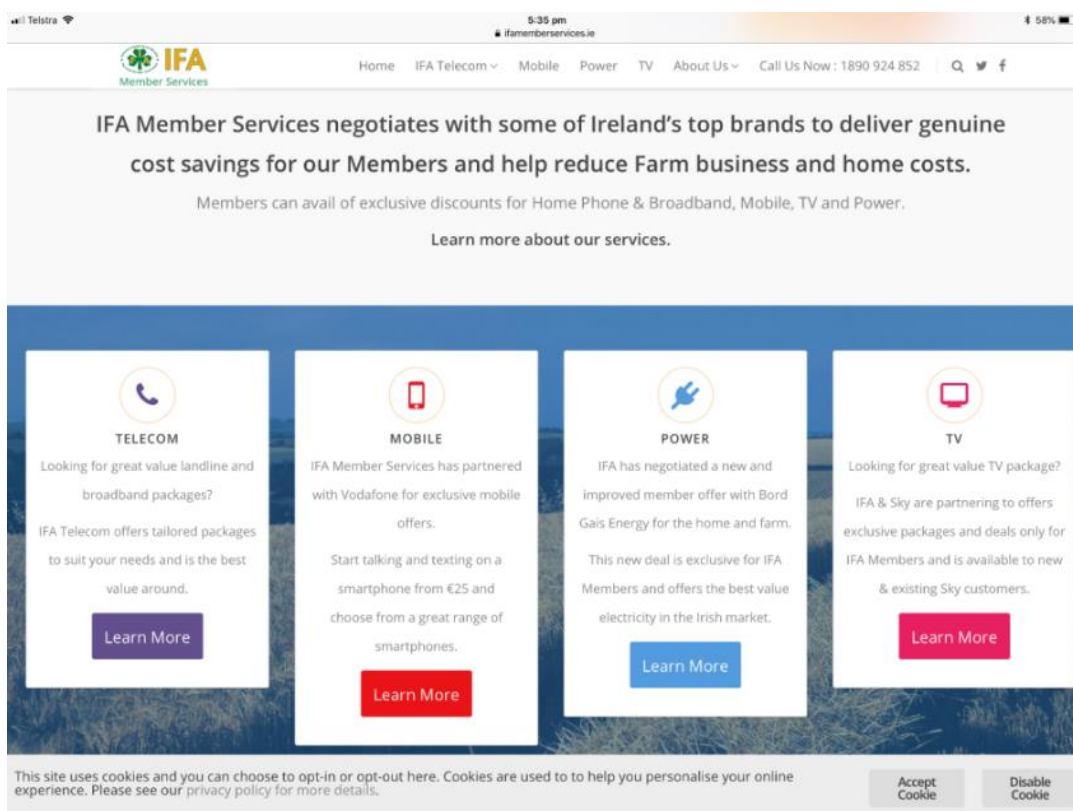 Telstra
5:35 pm
58%
ifamemberservices.ie
IFA
Member Services
Home IFA Telecom Mobile Power TV About Us Call Us Now : 1890 924 852
IFA Member Services negotiates with some of Ireland's top brands to deliver genuine
cost savings for our Members and help reduce Farm business and home costs.
Members can avail of exclusive discounts for Home Phone & Broadband, Mobile, TV and Power.
Learn more about our services.
TELECOM
Looking for great value landline and
broadband packages?
IFA Telecom offers tailored packages
to suit your needs and is the best
value around.
Learn More
MOBILE
IFA Member Services has partnered
with Vodafone for exclusive mobile
offers.
Start talking and texting on a
smartphone from €25 and
choose from a great range of
smartphones.
Learn More
POWER
IFA has negotiated a new and
improved member offer with Bord
Gais Energy for the home and farm.
This new deal is exclusive for IFA
Members and offers the best value
electricity in the Irish market.
Learn More
TV
Looking for great value TV package?
IFA & Sky are partnering to offers
exclusive packages and deals only for
IFA Members and is available to new
& existing Sky customers.
Learn More
This site uses cookies and you can choose to opt-in or opt-out here. Cookies are used to to help you personalise your online
experience. Please see our privacy policy for more details.
Accept
Cookie
Disable
Cookie